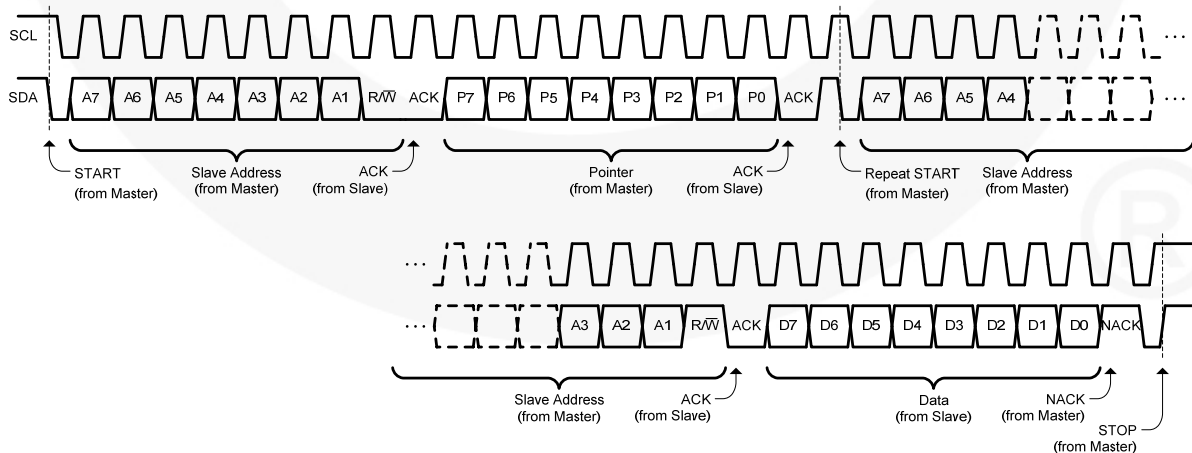 SCL
...
SDA A7 A6 A5 A4 A3 A2 A1 R/W̅ ACK P7 P6 P5 P4 P3 P2 P1 P0 ACK A7 A6 A5 A4 ...
START
(from Master)
Slave Address
(from Master)
ACK
(from Slave)
Pointer
(from Master)
ACK
(from Slave)
Repeat START
(from Master)
Slave Address
(from Master)
®
...
... A3 A2 A1 R/W̅ ACK D7 D6 D5 D4 D3 D2 D1 D0 NACK
Slave Address
(from Master)
ACK
(from Slave)
Data
(from Slave)
NACK
(from Master)
STOP
(from Master)